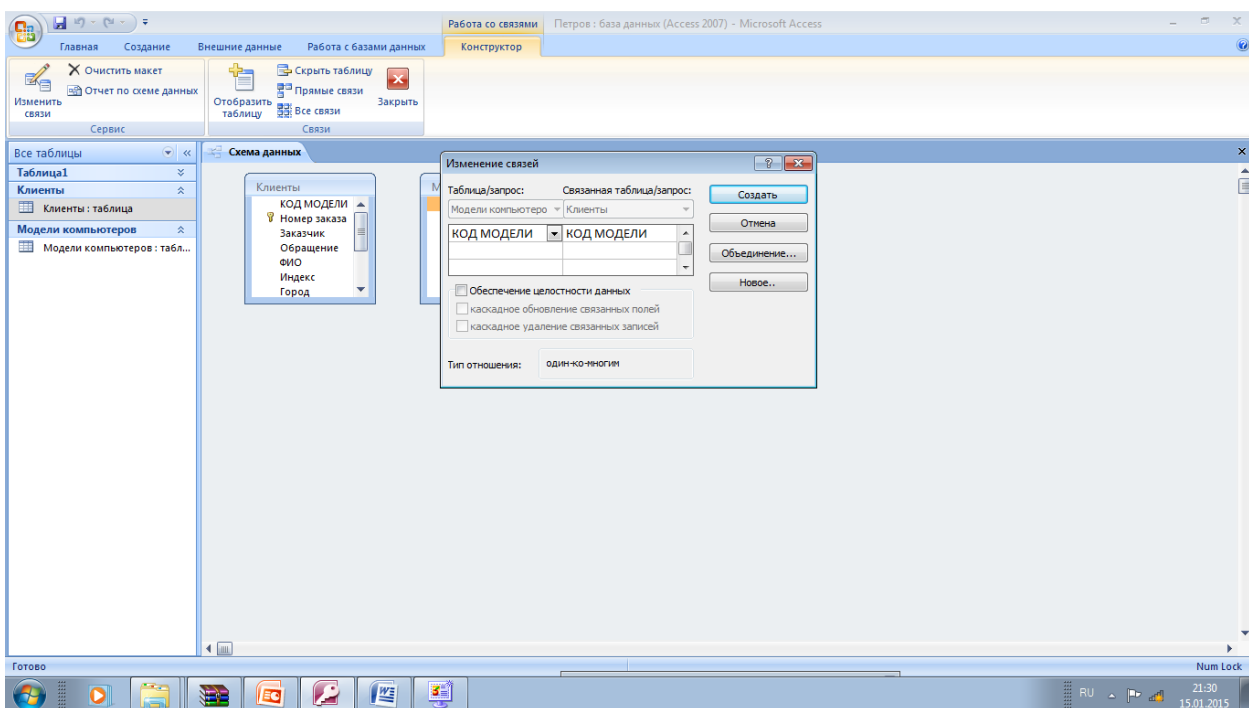 Работа со связями Петров : база данных (Access 2007) - Microsoft Access
Главная Создание Внешние данные Работа с базами данных Конструктор
Изменить связи
Очистить макет
Отчет по схеме данных
Сервис
Отобразить таблицу
Скрыть таблицу
Прямые связи
Все связи
Закрыть
Связи
Все таблицы
Таблица1
Клиенты
Клиенты : таблица
Модели компьютеров
Модели компьютеров : табл...
Схема данных
Клиенты
КОД МОДЕЛИ
Номер заказа
Заказчик
Обращение
ФИО
Индекс
Город
М
Изменение связей
Таблица/запрос: Связанная таблица/запрос:
Модели компьютеро Клиенты
КОД МОДЕЛИ КОД МОДЕЛИ
Обеспечение целостности данных
каскадное обновление связанных полей
каскадное удаление связанных записей
Тип отношения: один-ко-многим
Создать
Отмена
Объединение...
Новое..
Готово Num Lock
RU
21:30
15.01.2015